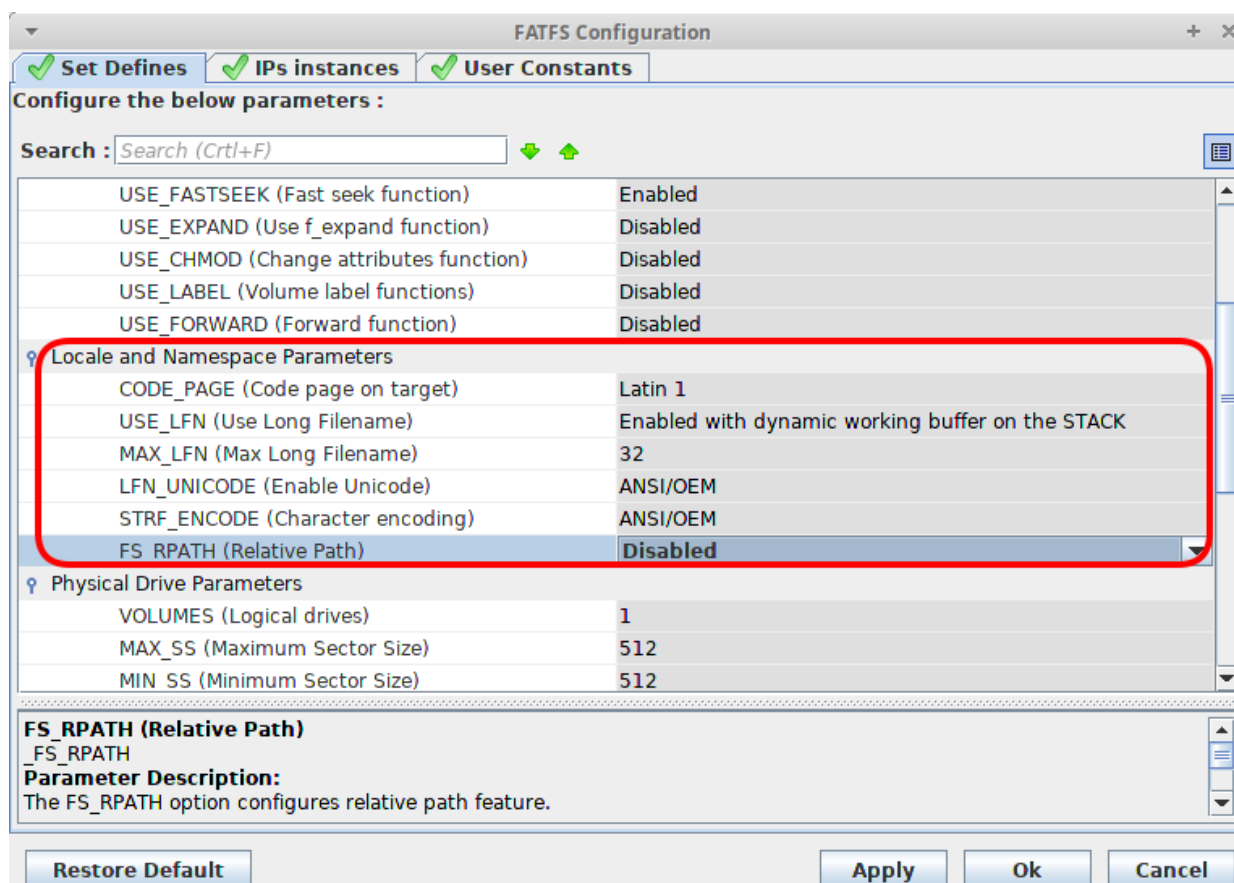 FATFS Configuration
Set Defines IPs instances User Constants
Configure the below parameters :
Search : Search (Crtl+F)
USE_FASTSEEK (Fast seek function) Enabled
USE_EXPAND (Use f_expand function) Disabled
USE_CHMOD (Change attributes function) Disabled
USE_LABEL (Volume label functions) Disabled
USE_FORWARD (Forward function) Disabled
Locale and Namespace Parameters
CODE_PAGE (Code page on target) Latin 1
USE_LFN (Use Long Filename) Enabled with dynamic working buffer on the STACK
MAX_LFN (Max Long Filename) 32
LFN_UNICODE (Enable Unicode) ANSI/OEM
STRF_ENCODE (Character encoding) ANSI/OEM
FS_RPATH (Relative Path) Disabled
Physical Drive Parameters
VOLUMES (Logical drives) 1
MAX_SS (Maximum Sector Size) 512
MIN_SS (Minimum Sector Size) 512
FS_RPATH (Relative Path)
_FS_RPATH
Parameter Description:
The FS_RPATH option configures relative path feature.
Restore Default Apply Ok Cancel